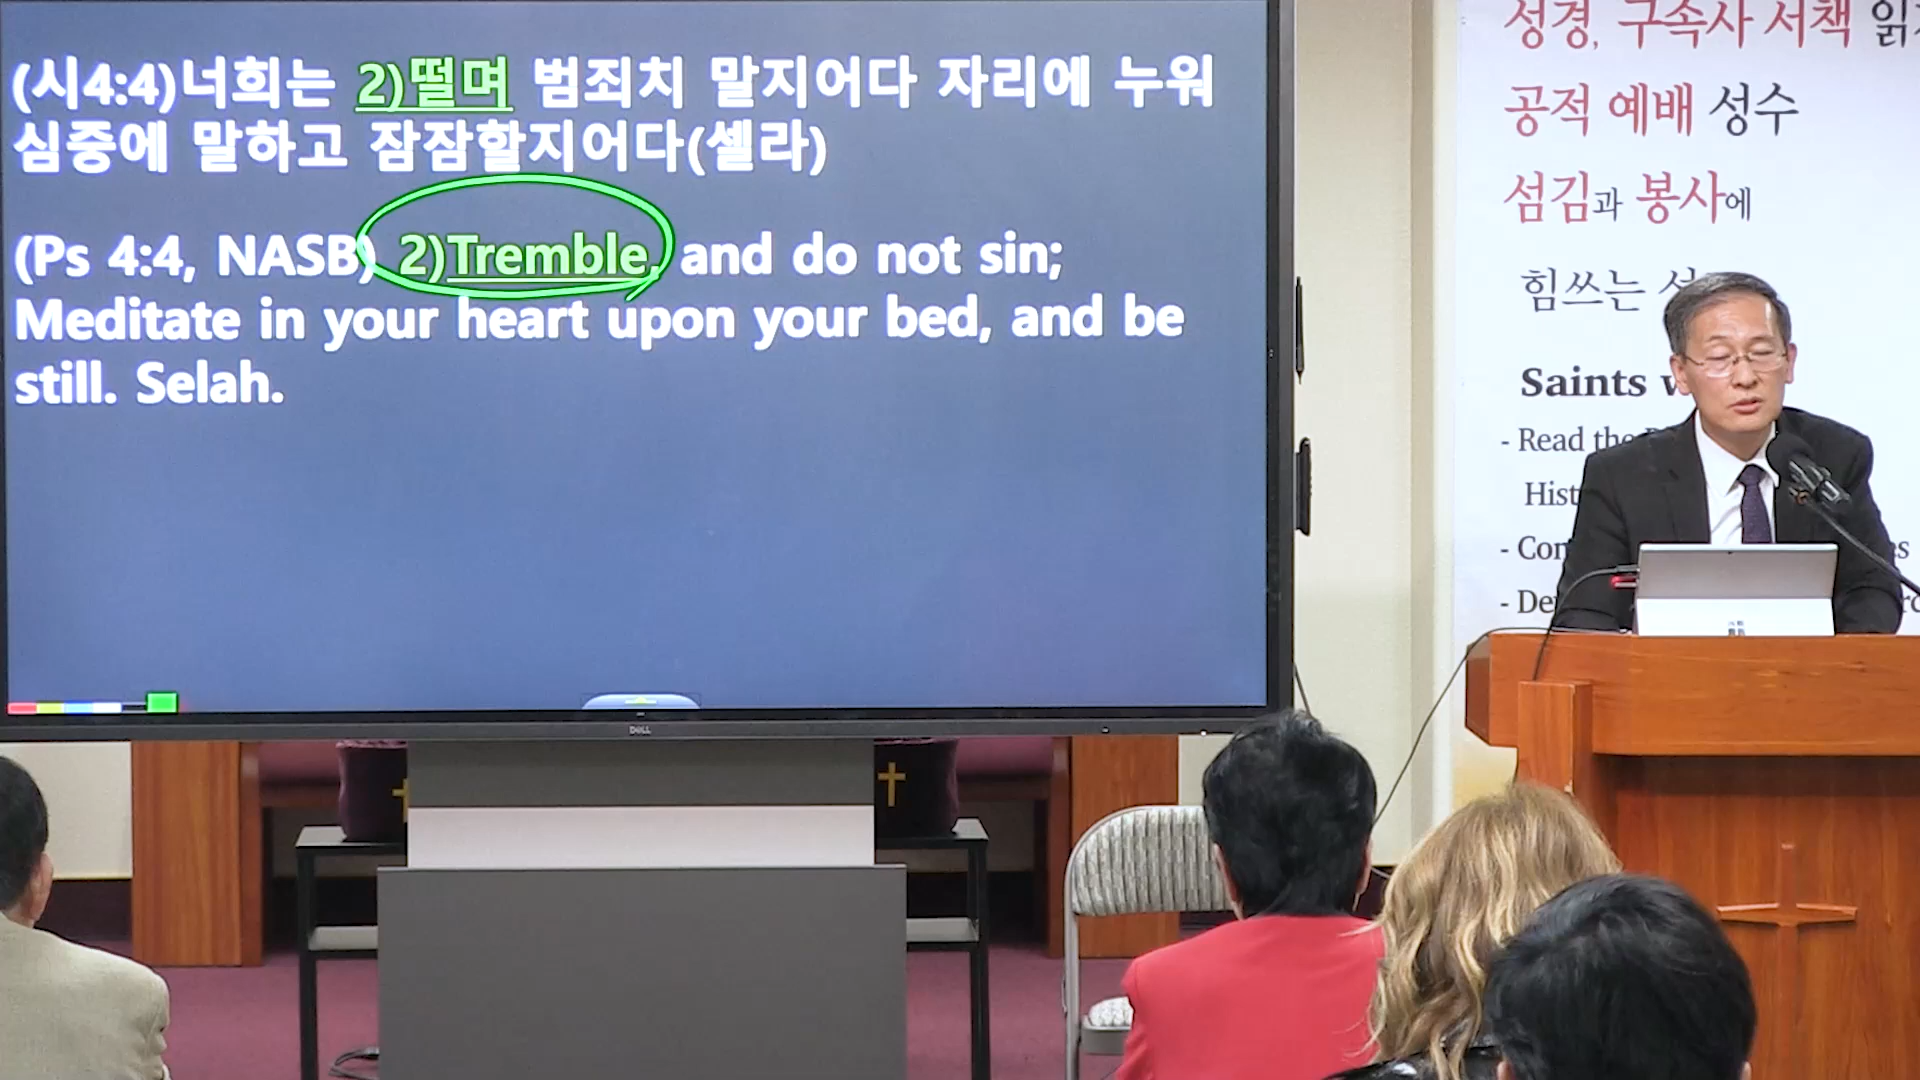 (시4:4)너희는 2)떨며 범죄치 말지어다 자리에 누워
심중에 말하고 잠잠할지어다(셀라)
(Ps 4:4, NASB) 2)Tremble, and do not sin;
Meditate in your heart upon your bed, and be
still. Selah.
DELL
성경, 구속사 서책
공적 예배 성수
섬김과 봉사에
힘쓰는
Saints
- Read the
-